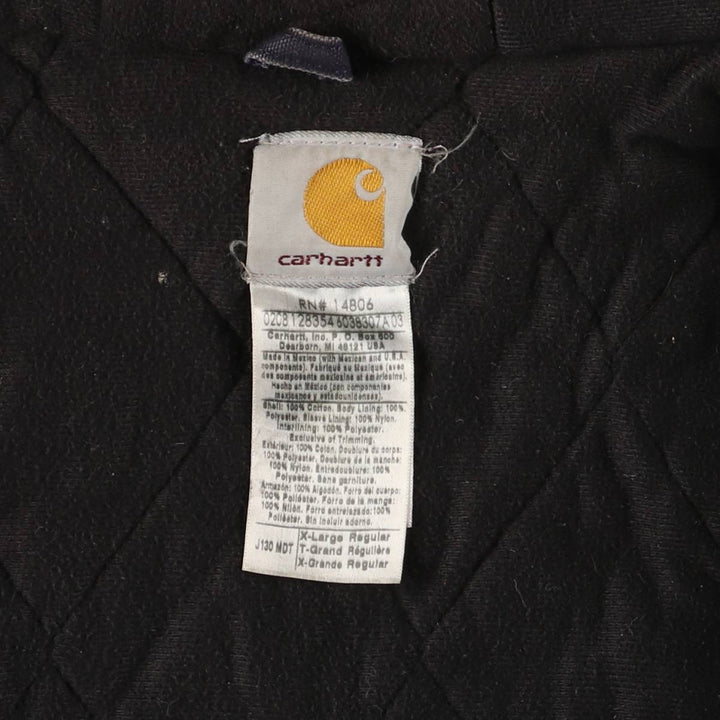 carhartt
RN# 14806
02C8 128354 6038307A 03
Carhartt, Inc. P. O. Box 600
Dearborn, MI 48121 USA
Made in Mexico (with Mexican and U.S.A
components). Fabriqué au Mexique (avec
des composants mexicains et américains).
Hecho en México (con componentes
mexicanos y estadounidenses).
Shell: 100% Cotton. Body Lining: 100%
Polyester. Sleeve Lining: 100% Nylon.
Interlining: 100% Polyester.
Exclusive of Trimming.
Extérieur: 100% Coton. Doublure du corps:
100% Polyester. Doublure de la manche:
100% Nylon. Entredoublure: 100%
Polyester. Sans garniture.
Armazón: 100% Algodón. Forro del cuerpo:
100% Poliéster. Forro de la manga:
100% Nilón. Forro entrelazado: 100%
Poliéster. Sin incluir adorno.
J130 MDT
X-Large Regular
T-Grand Régulière
X-Grande Regular